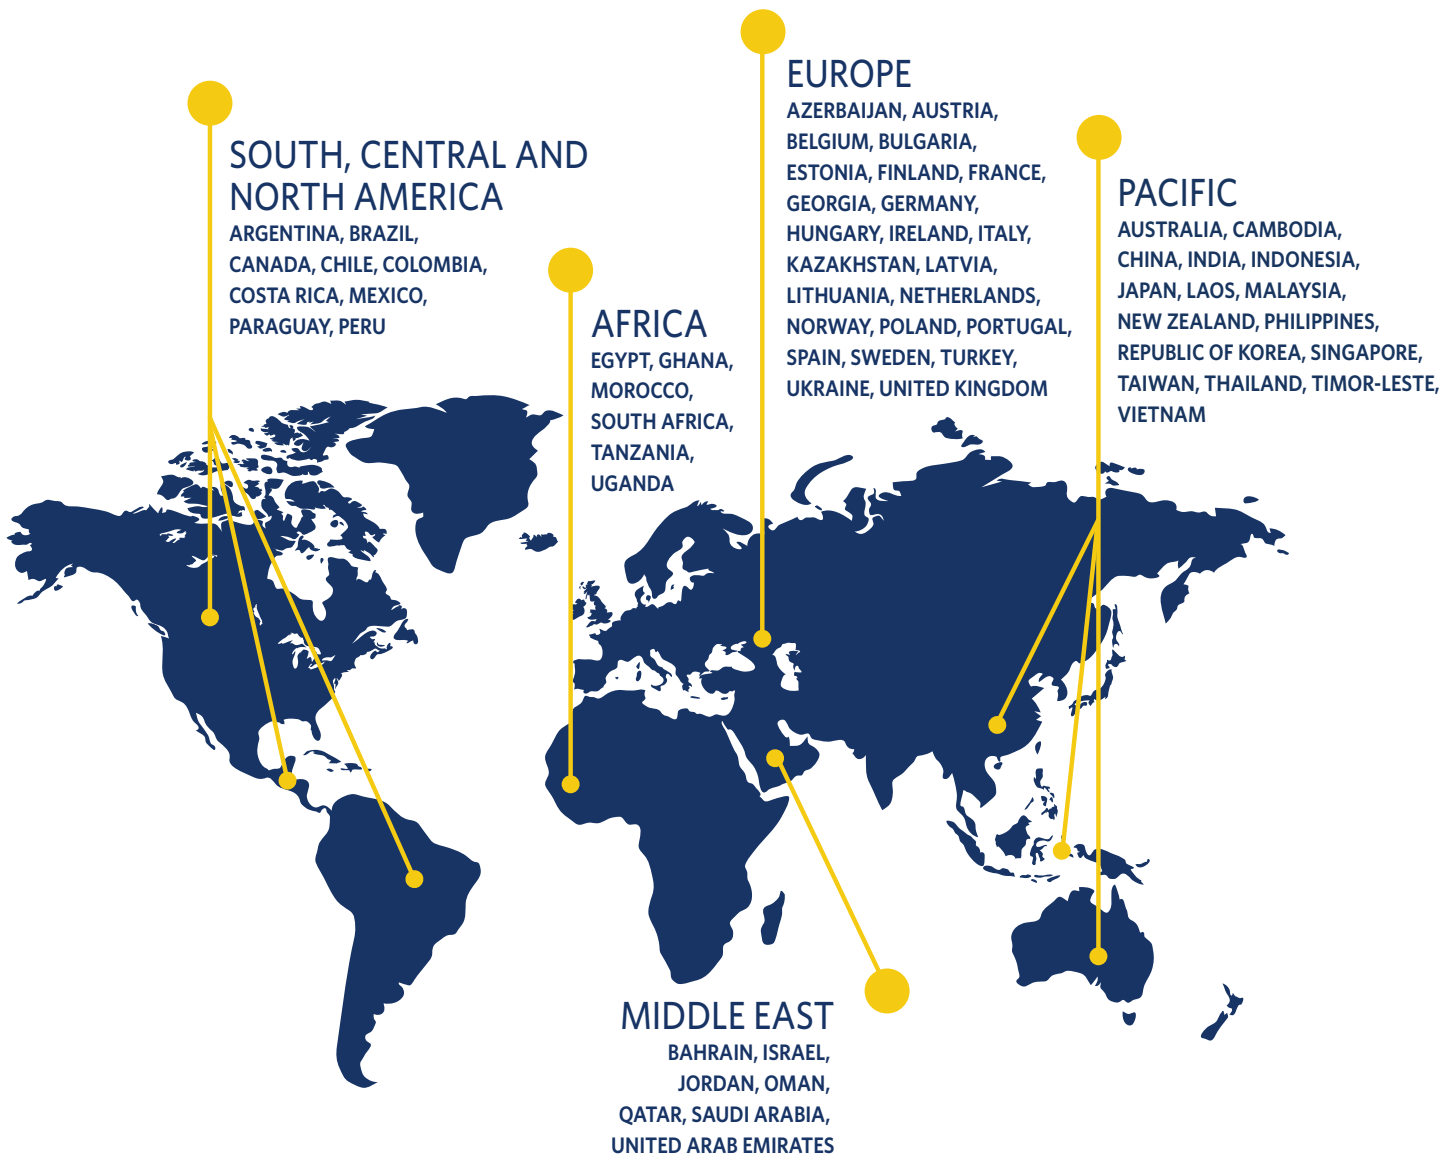 SOUTH, CENTRAL AND
NORTH AMERICA
ARGENTINA, BRAZIL,
CANADA, CHILE, COLOMBIA,
COSTA RICA, MEXICO,
PARAGUAY, PERU
AFRICA
EGYPT, GHANA,
MOROCCO,
SOUTH AFRICA,
TANZANIA,
UGANDA
EUROPE
AZERBAIJAN, AUSTRIA,
BELGIUM, BULGARIA,
ESTONIA, FINLAND, FRANCE,
GEORGIA, GERMANY,
HUNGARY, IRELAND, ITALY,
KAZAKHSTAN, LATVIA,
LITHUANIA, NETHERLANDS,
NORWAY, POLAND, PORTUGAL,
SPAIN, SWEDEN, TURKEY,
UKRAINE, UNITED KINGDOM
PACIFIC
AUSTRALIA, CAMBODIA,
CHINA, INDIA, INDONESIA,
JAPAN, LAOS, MALAYSIA,
NEW ZEALAND, PHILIPPINES,
REPUBLIC OF KOREA, SINGAPORE,
TAIWAN, THAILAND, TIMOR-LESTE,
VIETNAM
MIDDLE EAST
BAHRAIN, ISRAEL,
JORDAN, OMAN,
QATAR, SAUDI ARABIA,
UNITED ARAB EMIRATES